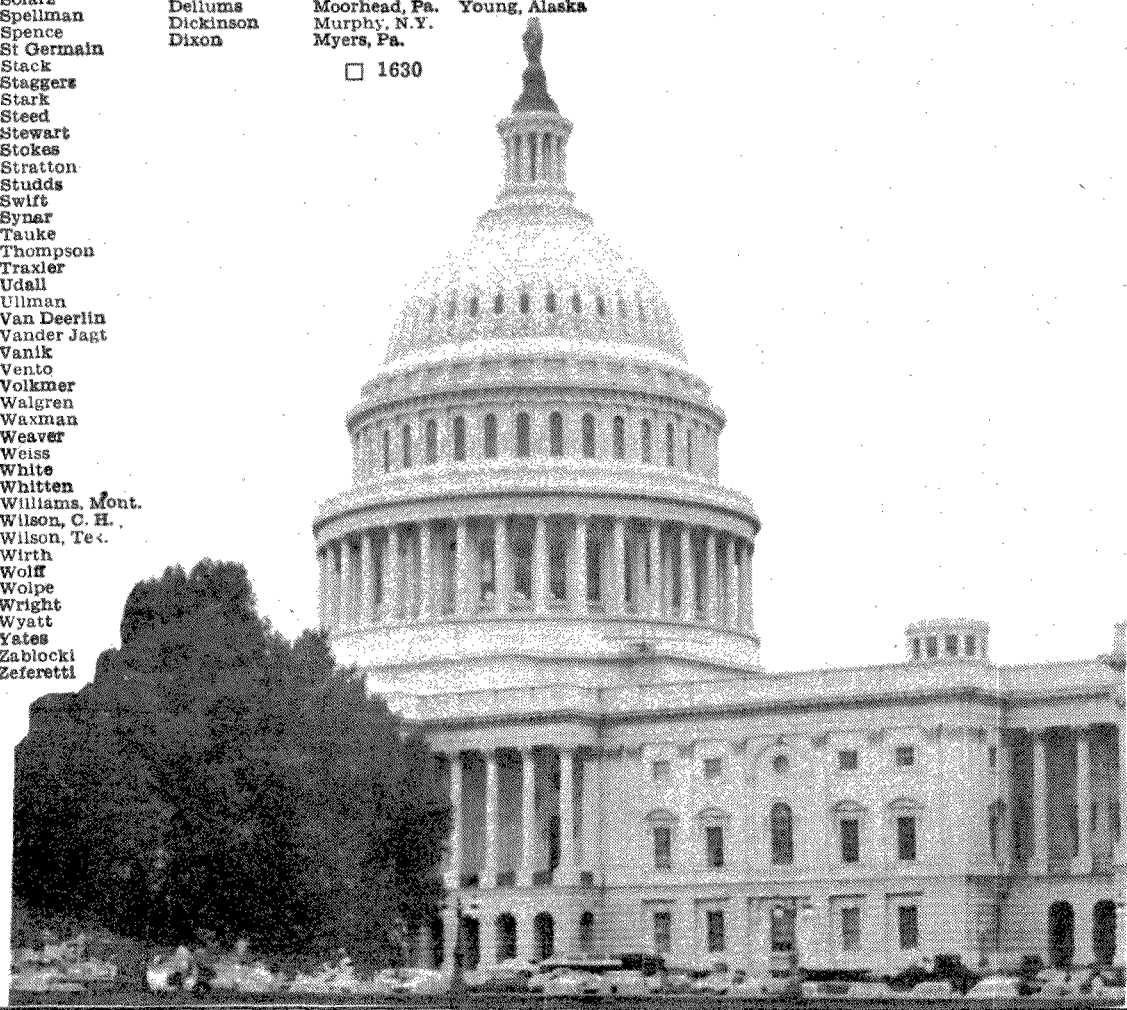 Solarz
Spellman
Spence
St Germain
Stack
Staggers
Stark
Steed
Stewart
Stokes
Stratton
Studds
Swift
Synar
Tauke
Thompson
Traxler
Udall
Ullman
Van Deerlin
Vander Jagt
Vanik
Vento
Volkmer
Walgren
Waxman
Weaver
Weiss
White
Whitten
Williams, Mont.
Wilson, C. H.
Wilson, Tex.
Wirth
Wolff
Wolpe
Wright
Wyatt
Yates
Zablocki
Zeferetti
Dellums
Dickinson
Dixon
Moorhead, Pa.
Murphy, N.Y.
Myers, Pa.
Young, Alaska
□ 1630